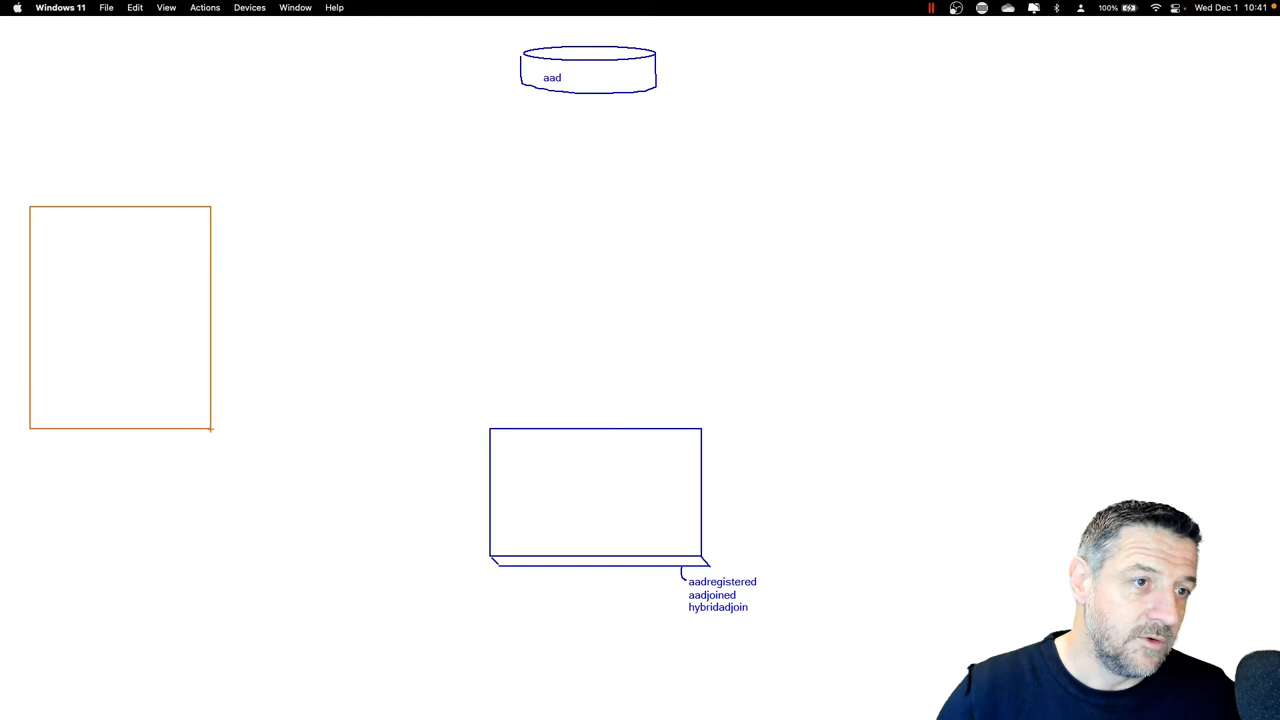 Windows 11 File Edit View Actions Devices Window Help 100% Wed Dec 1 10:41
aad
aadregistered
aadjoined
hybridadjoin